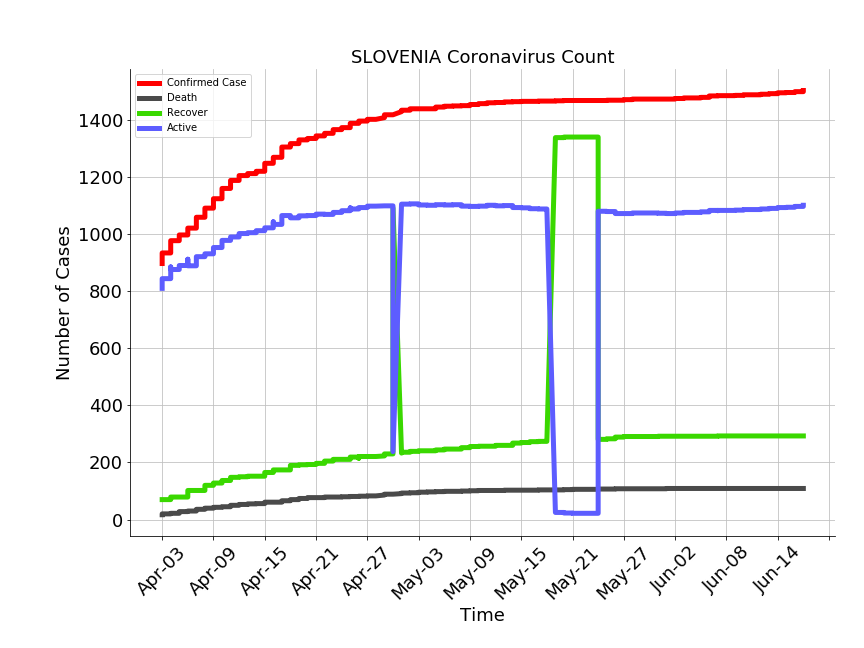 SLOVENIA Coronavirus Count
Confirmed Case
Death
Recover
Active
1400
1200
1000
800
600
400
200
0
Number of Cases
Apr-03
Apr-09
Apr-15
Apr-21
Apr-27
May-03
May-09
May-15
May-21
May-27
Jun-02
Jun-08
Jun-14
Time